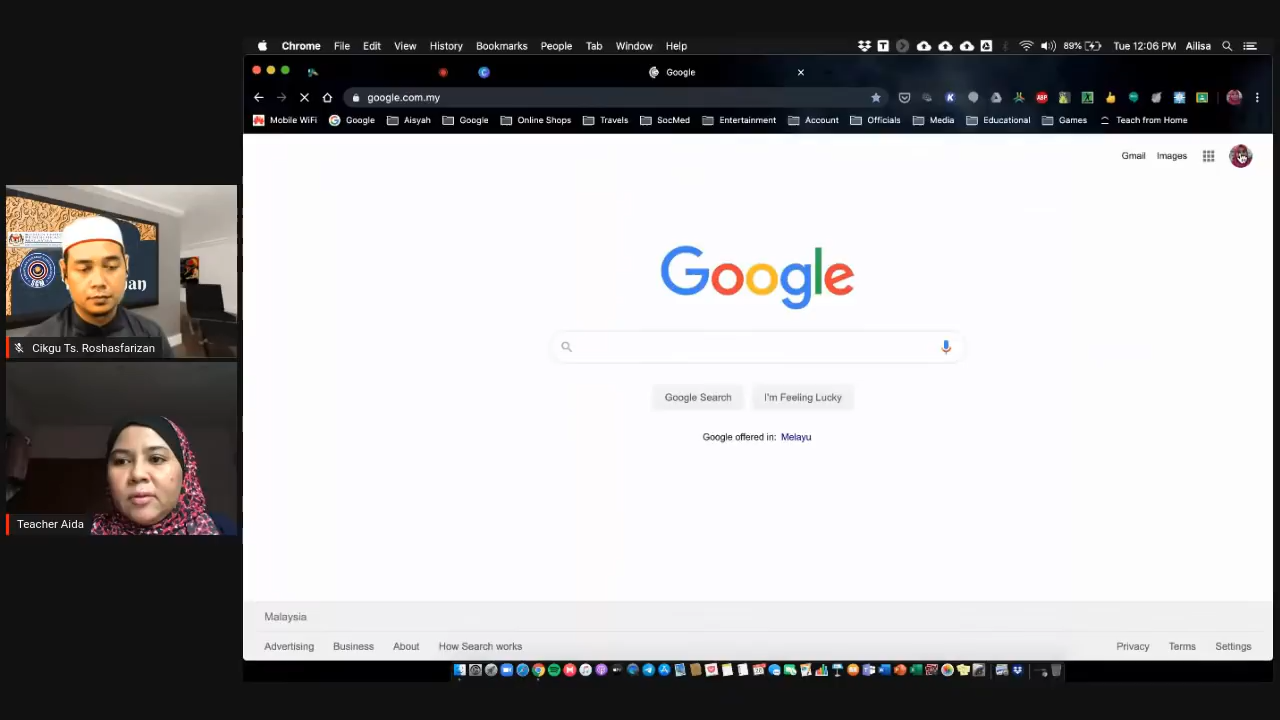 Chrome File Edit View History Bookmarks People Tab Window Help 89% Tue 12:06 PM Ailisa
Google
google.com.my
Mobile WiFi Google Aisyah Google Online Shops Travels SocMed Entertainment Account Officials Media Educational Games Teach from Home
Gmail Images
Google
Google Search I'm Feeling Lucky
Google offered in: Melayu
Malaysia
Advertising Business About How Search works Privacy Terms Settings
Cikgu Ts. Roshasfarizan
Teacher Aida